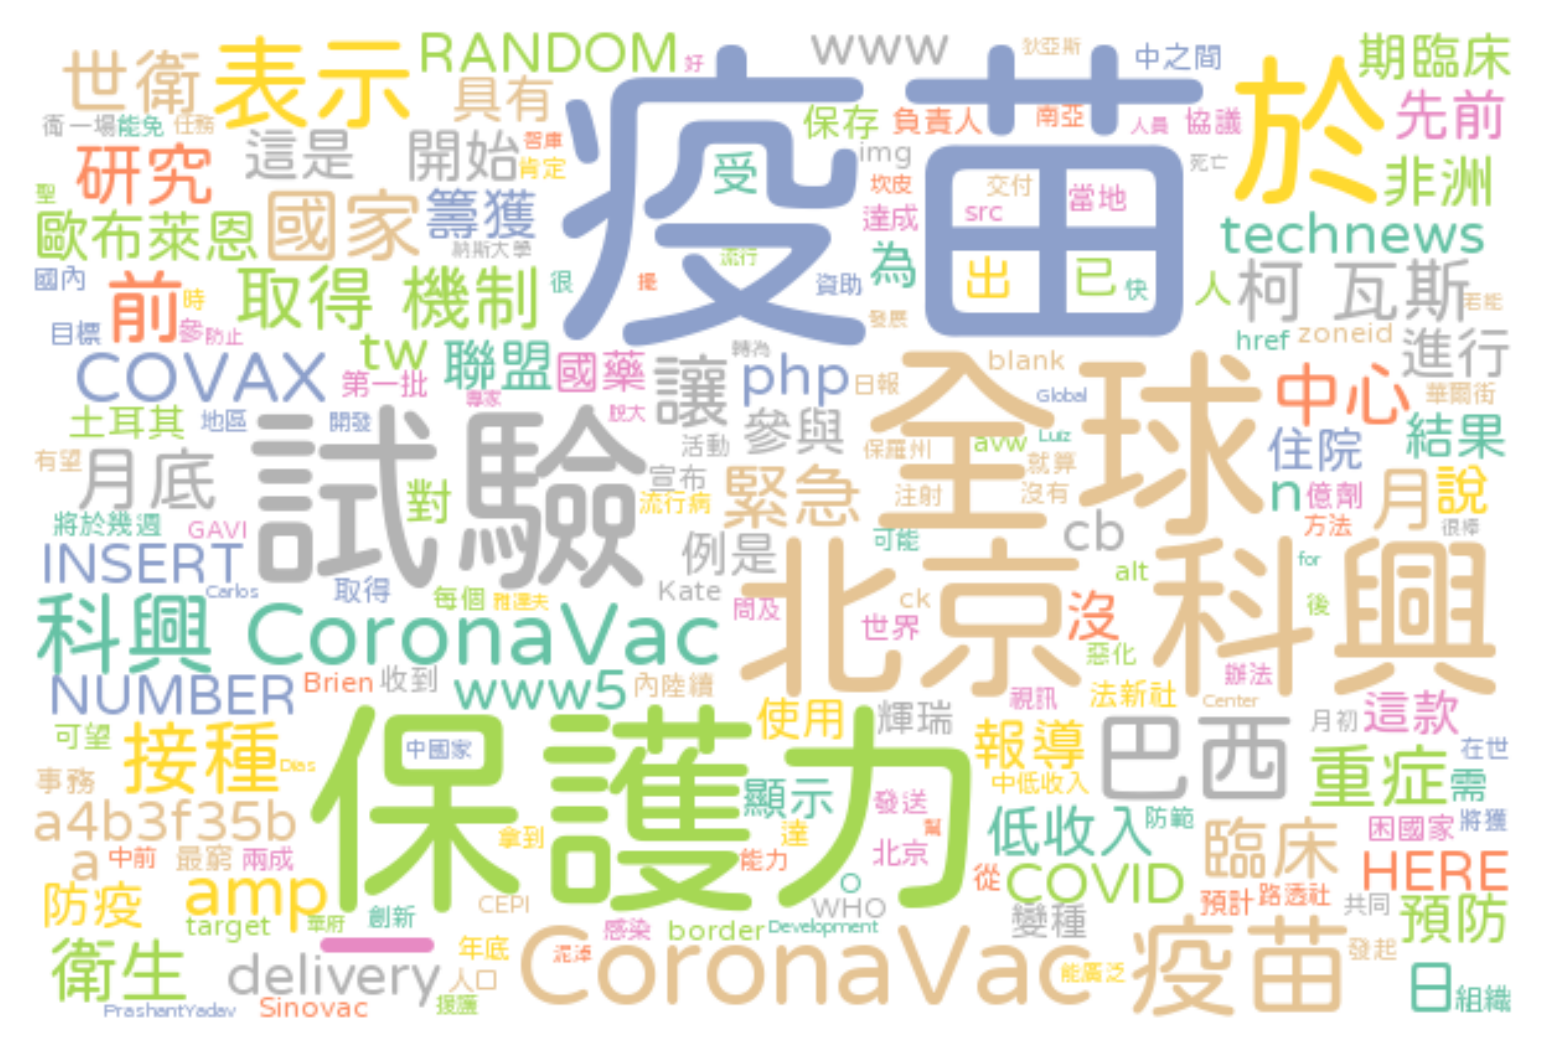 世衛
表示
RANDOM
好
具有
www
狄亞斯
中之間
期臨床
疫苗
於
先前
能免
任務
這是
開始
智庫
肯定
保存
負責人
南亞
人員
協議
研究
受
img
死亡
非洲
聖
國家
籌獲
坎皮
交付
src
當地
歐布萊恩
納斯大學
達成
technews
國內
前
時
取得
機制
很
流行
資助
為
出
已
快
人
柯
瓦斯
若能
目標
參
防止
發展
href
zoneid
進行
COVAX
tw
聯盟
第一批
國藥
讓
轉為
php
日報
全球
blank
Global
中心
華爾街
專家
土耳其
地區
開發
試驗
活動
參與
保羅州
avw
Luiz
就算
住院
結果
有望
月底
對
宣布
流行病
緊急
注射
沒有
n
億劑
月
說
方法
很棒
將於幾週
GAVI
INSERT
Carlos
取得
例是
可能
cb
北京科興
alt
for
Kate
每個
雅達夫
問及
ck
世界
沒
後
科興
CoronaVac
惡化
NUMBER
Brien
收到
www5
內陸續
視訊
法新社
辦法
Center
可望
接種
Dias
中國家
保護力
使用
輝瑞
報導
中低收入
巴西
月初
這款
在世
事務
a4b3f35b
顯示
發送
重症
需
拿到
達
幫
低收入
防範
臨床
困國家
將獲
a
中前
最窮
兩成
能力
北京
從
COVID
HERE
防疫
amp
target
華府
創新
CEPI
O
WHO
變種
預計
路透社
共同
預防
感染
border
Development
衛生
delivery
年底
人口
援護
CoronaVac
能廣泛
疫苗
發起
日
組織
PrashantYadav
Sinovac